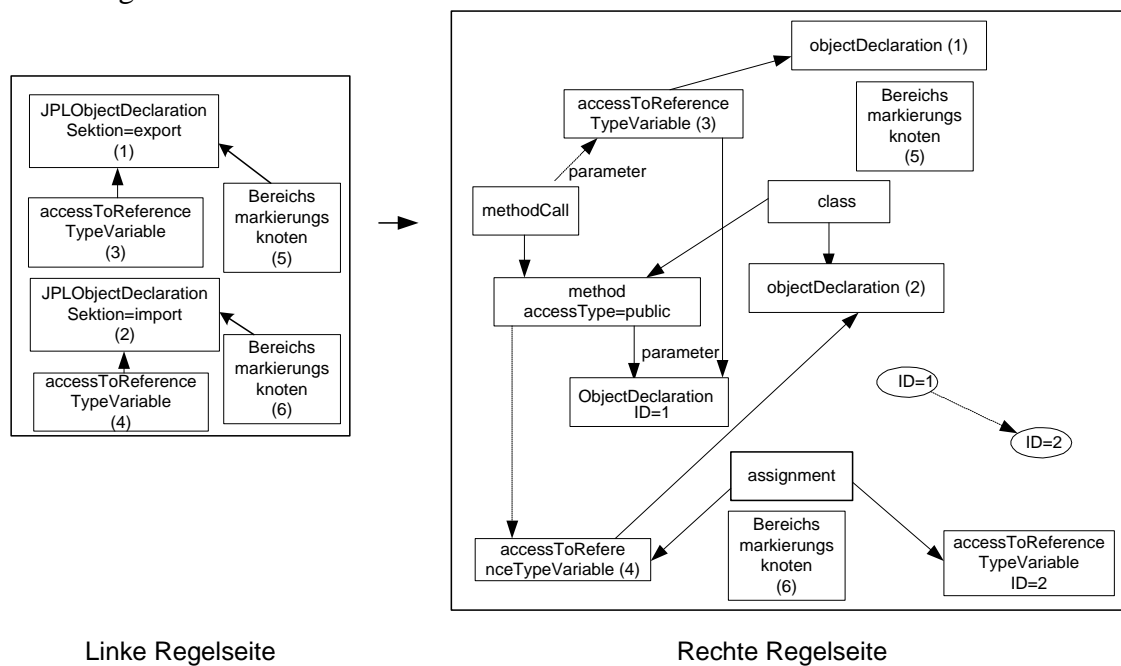 JPLObjectDeclaration
Sektion=export
(1)
accessToReference
TypeVariable
(3)
Bereichs
markierungs
knoten
(5)
JPLObjectDeclaration
Sektion=import
(2)
accessToReference
TypeVariable
(4)
Bereichs
markierungs
knoten
(6)
objectDeclaration (1)
accessToReference
TypeVariable (3)
Bereichs
markierungs
knoten
(5)
parameter
methodCall
class
method
accessType=public
objectDeclaration (2)
parameter
ObjectDeclaration
ID=1
ID=1
ID=2
assignment
accessToRefere
nceTypeVariable (4)
Bereichs
markierungs
knoten
(6)
accessToReference
TypeVariable
ID=2
Linke Regelseite
Rechte Regelseite